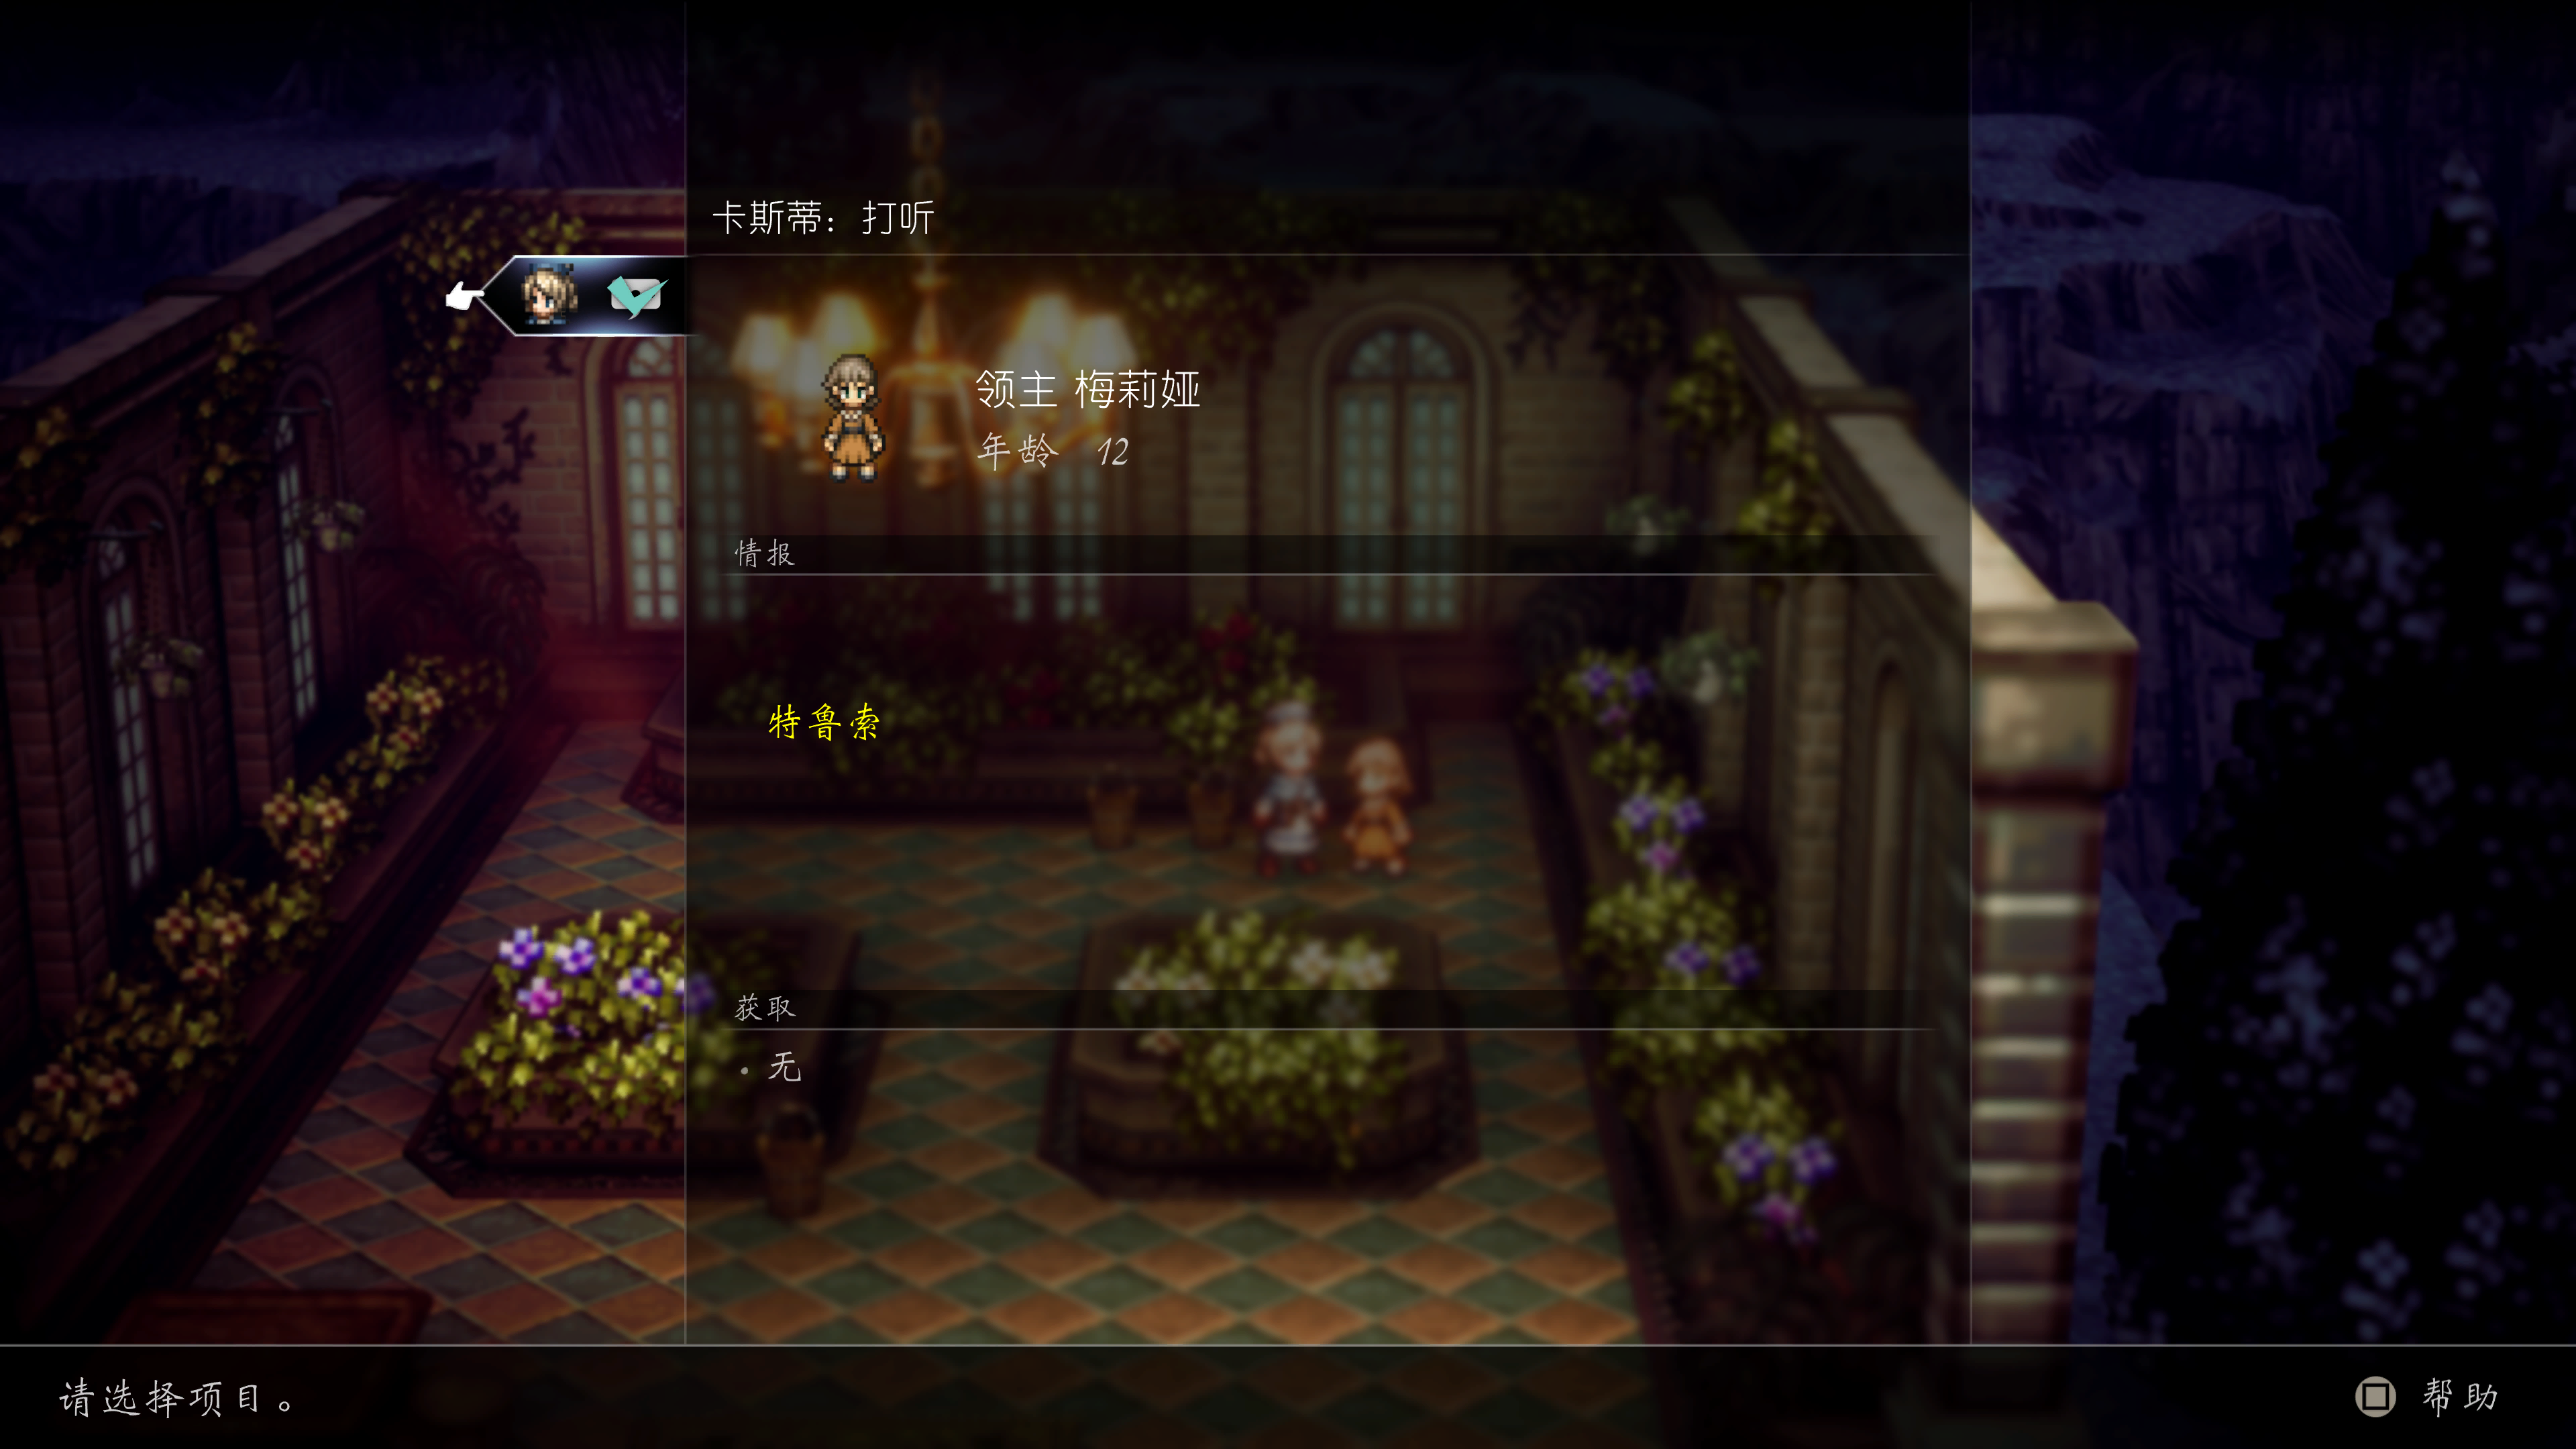 卡斯蒂：打听
领主 梅莉娅
年龄 12
情报
特鲁索
获取
· 无
请选择项目。
帮助